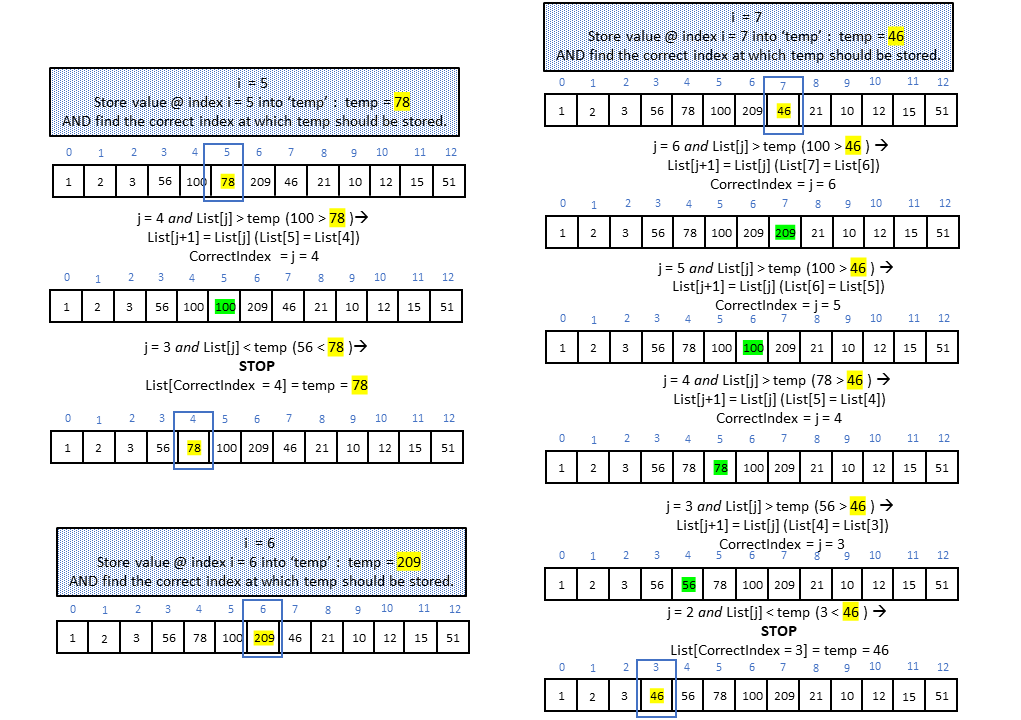 i = 5
Store value @ index i = 5 into ‘temp’ : temp = 78
AND find the correct index at which temp should be stored.
0 1 2 3 4 5 6 7 8 9 10 11 12
1 2 3 56 100 78 209 46 21 10 12 15 51
j = 4 and List[j] > temp (100 > 78 )→
List[j+1] = List[j] (List[5] = List[4])
CorrectIndex = j = 4
0 1 2 3 4 5 6 7 8 9 10 11 12
1 2 3 56 100 100 209 46 21 10 12 15 51
j = 3 and List[j] < temp (56 < 78 )→
STOP
List[CorrectIndex = 4] = temp = 78
0 1 2 3 4 5 6 7 8 9 10 11 12
1 2 3 56 78 100 209 46 21 10 12 15 51
i = 6
Store value @ index i = 6 into ‘temp’ : temp = 209
AND find the correct index at which temp should be stored.
0 1 2 3 4 5 6 7 8 9 10 11 12
1 2 3 56 78 100 209 46 21 10 12 15 51
i = 7
Store value @ index i = 7 into ‘temp’ : temp = 46
AND find the correct index at which temp should be stored.
0 1 2 3 4 5 6 7 8 9 10 11 12
1 2 3 56 78 100 209 46 21 10 12 15 51
j = 6 and List[j] > temp (100 > 46 ) →
List[j+1] = List[j] (List[7] = List[6])
CorrectIndex = j = 6
0 1 2 3 4 5 6 7 8 9 10 11 12
1 2 3 56 78 100 209 209 21 10 12 15 51
j = 5 and List[j] > temp (100 > 46 ) →
List[j+1] = List[j] (List[6] = List[5])
CorrectIndex = j = 5
0 1 2 3 4 5 6 7 8 9 10 11 12
1 2 3 56 78 100 100 209 21 10 12 15 51
j = 4 and List[j] > temp (78 > 46 ) →
List[j+1] = List[j] (List[5] = List[4])
CorrectIndex = j = 4
0 1 2 3 4 5 6 7 8 9 10 11 12
1 2 3 56 78 78 100 209 21 10 12 15 51
j = 3 and List[j] > temp (56 > 46 ) →
List[j+1] = List[j] (List[4] = List[3])
CorrectIndex = j = 3
0 1 2 3 4 5 6 7 8 9 10 11 12
1 2 3 56 56 78 100 209 21 10 12 15 51
j = 2 and List[j] < temp (3 < 46 ) →
STOP
List[CorrectIndex = 3] = temp = 46
0 1 2 3 4 5 6 7 8 9 10 11 12
1 2 3 46 56 78 100 209 21 10 12 15 51